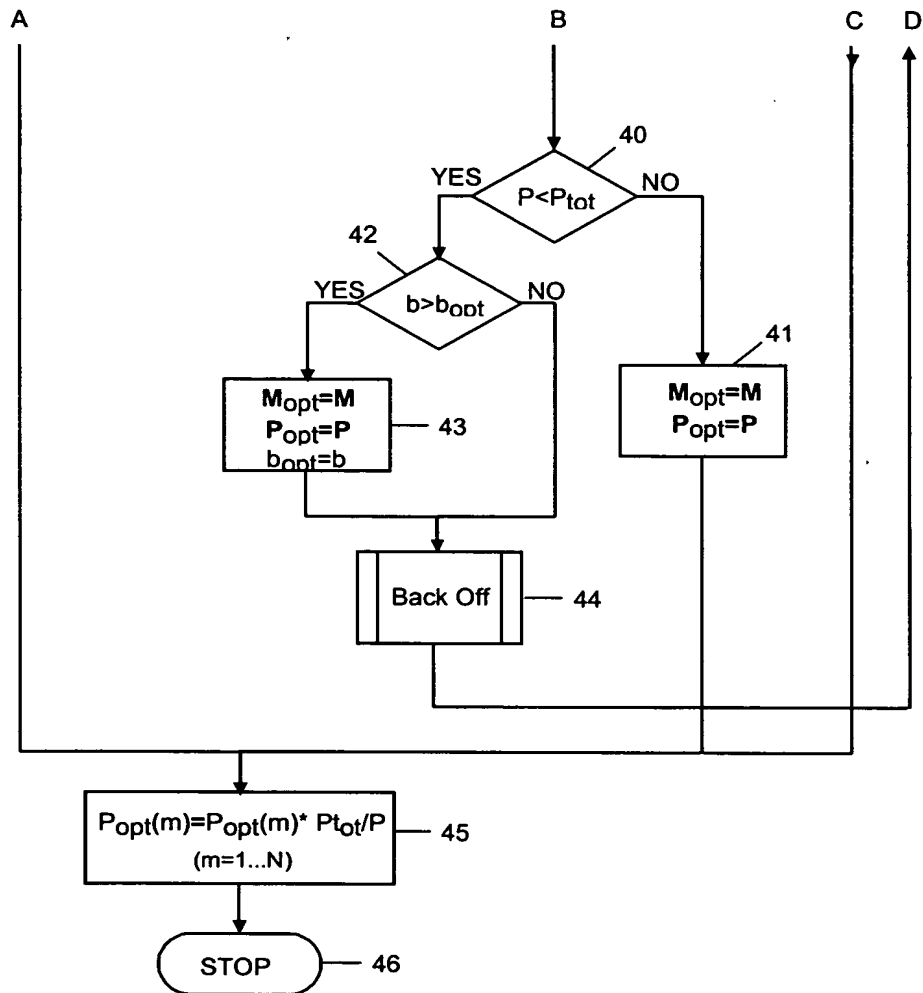 A B C D
40
YES NO
P<Ptot
42
YES NO
b>bopt
41
Mopt=M
Popt=P
bopt=b
43
Mopt=M
Popt=P
Back Off
44
Popt(m)=Popt(m)* Ptot/P
(m=1...N)
45
STOP
46